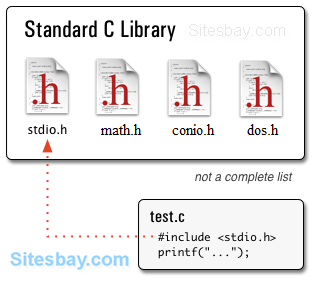 Sitesbay.com
Standard C Library
.h .h .h .h
stdio.h math.h conio.h dos.h
not a complete list
test.c
#include <stdio.h>
printf("...");
Sitesbay.com